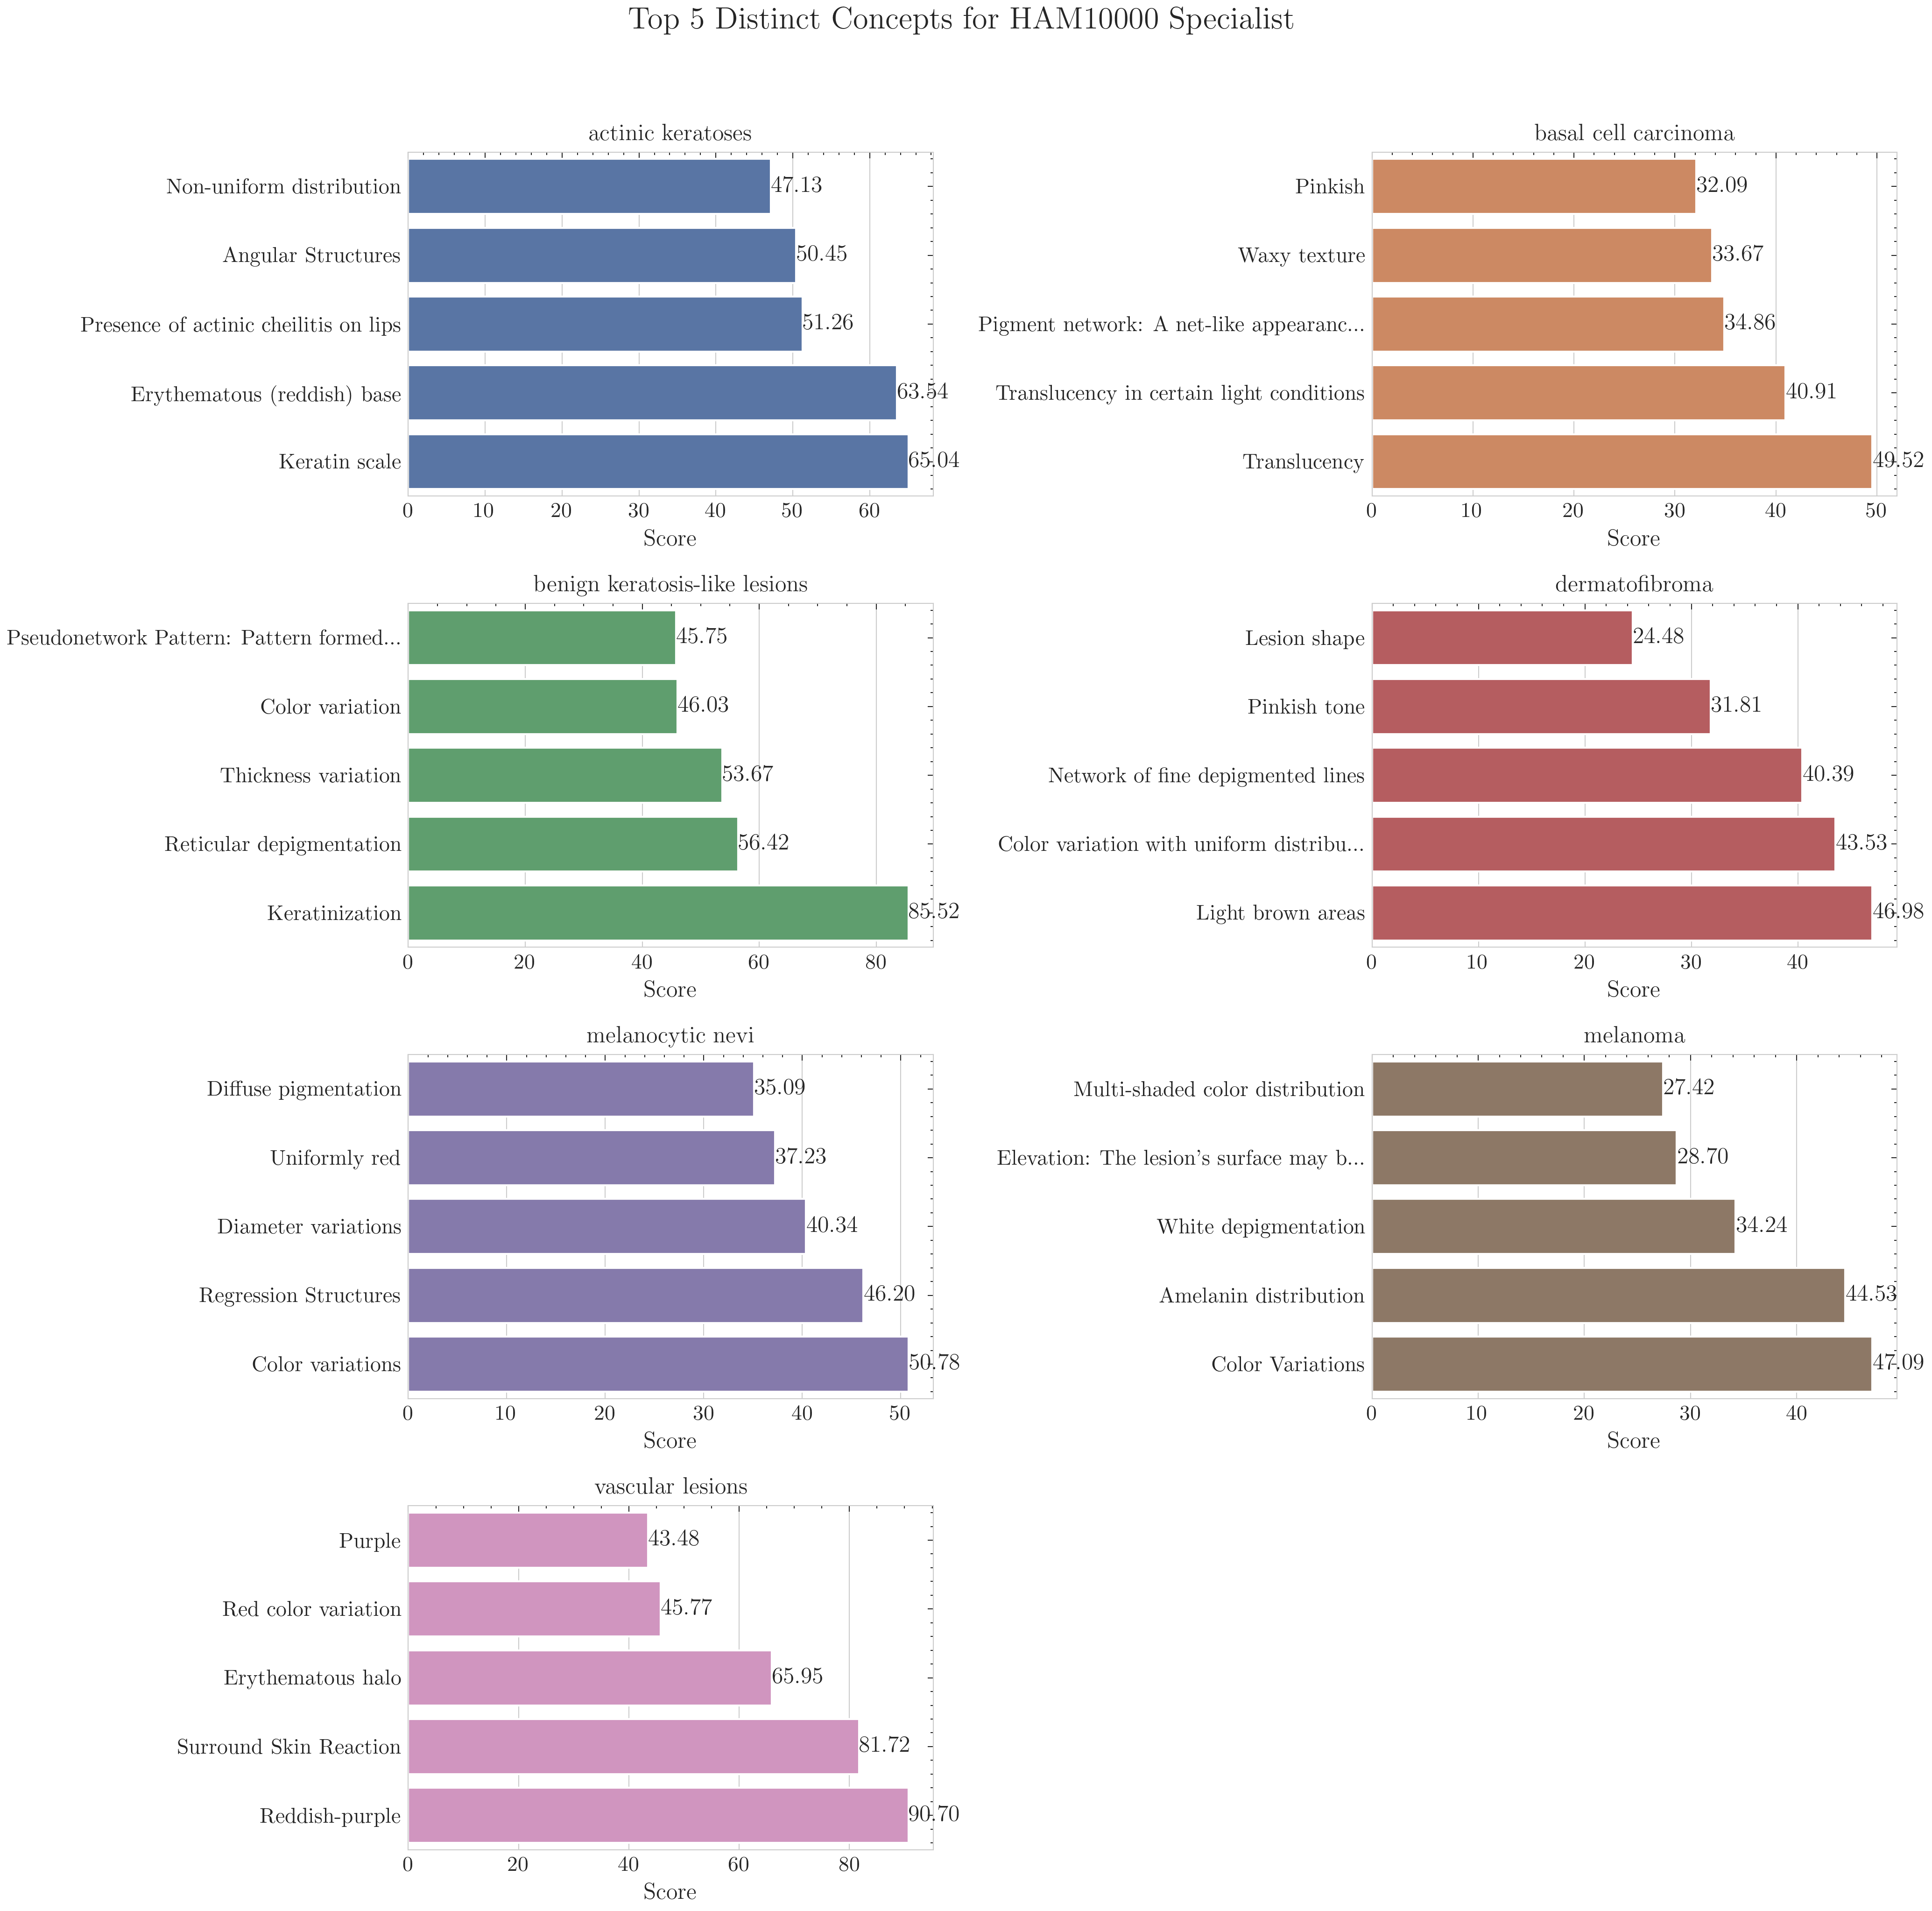 Top 5 Distinct Concepts for HAM10000 Specialist
actinic keratoses
Non-uniform distribution 47.13
Angular Structures 50.45
Presence of actinic cheilitis on lips 51.26
Erythematous (reddish) base 63.54
Keratin scale 65.04
0 10 20 30 40 50 60
Score
basal cell carcinoma
Pinkish 32.09
Waxy texture 33.67
Pigment network: A net-like appearanc... 34.86
Translucency in certain light conditions 40.91
Translucency 49.52
0 10 20 30 40 50
Score
benign keratosis-like lesions
Pseudonetwork Pattern: Pattern formed... 45.75
Color variation 46.03
Thickness variation 53.67
Reticular depigmentation 56.42
Keratinization 85.52
0 20 40 60 80
Score
dermatofibroma
Lesion shape 24.48
Pinkish tone 31.81
Network of fine depigmented lines 40.39
Color variation with uniform distribu... 43.53
Light brown areas 46.98
0 10 20 30 40
Score
melanocytic nevi
Diffuse pigmentation 35.09
Uniformly red 37.23
Diameter variations 40.34
Regression Structures 46.20
Color variations 50.78
0 10 20 30 40 50
Score
melanoma
Multi-shaded color distribution 27.42
Elevation: The lesion's surface may b... 28.70
White depigmentation 34.24
Amelanin distribution 44.53
Color Variations 47.09
0 10 20 30 40
Score
vascular lesions
Purple 43.48
Red color variation 45.77
Erythematous halo 65.95
Surround Skin Reaction 81.72
Reddish-purple 90.70
0 20 40 60 80
Score